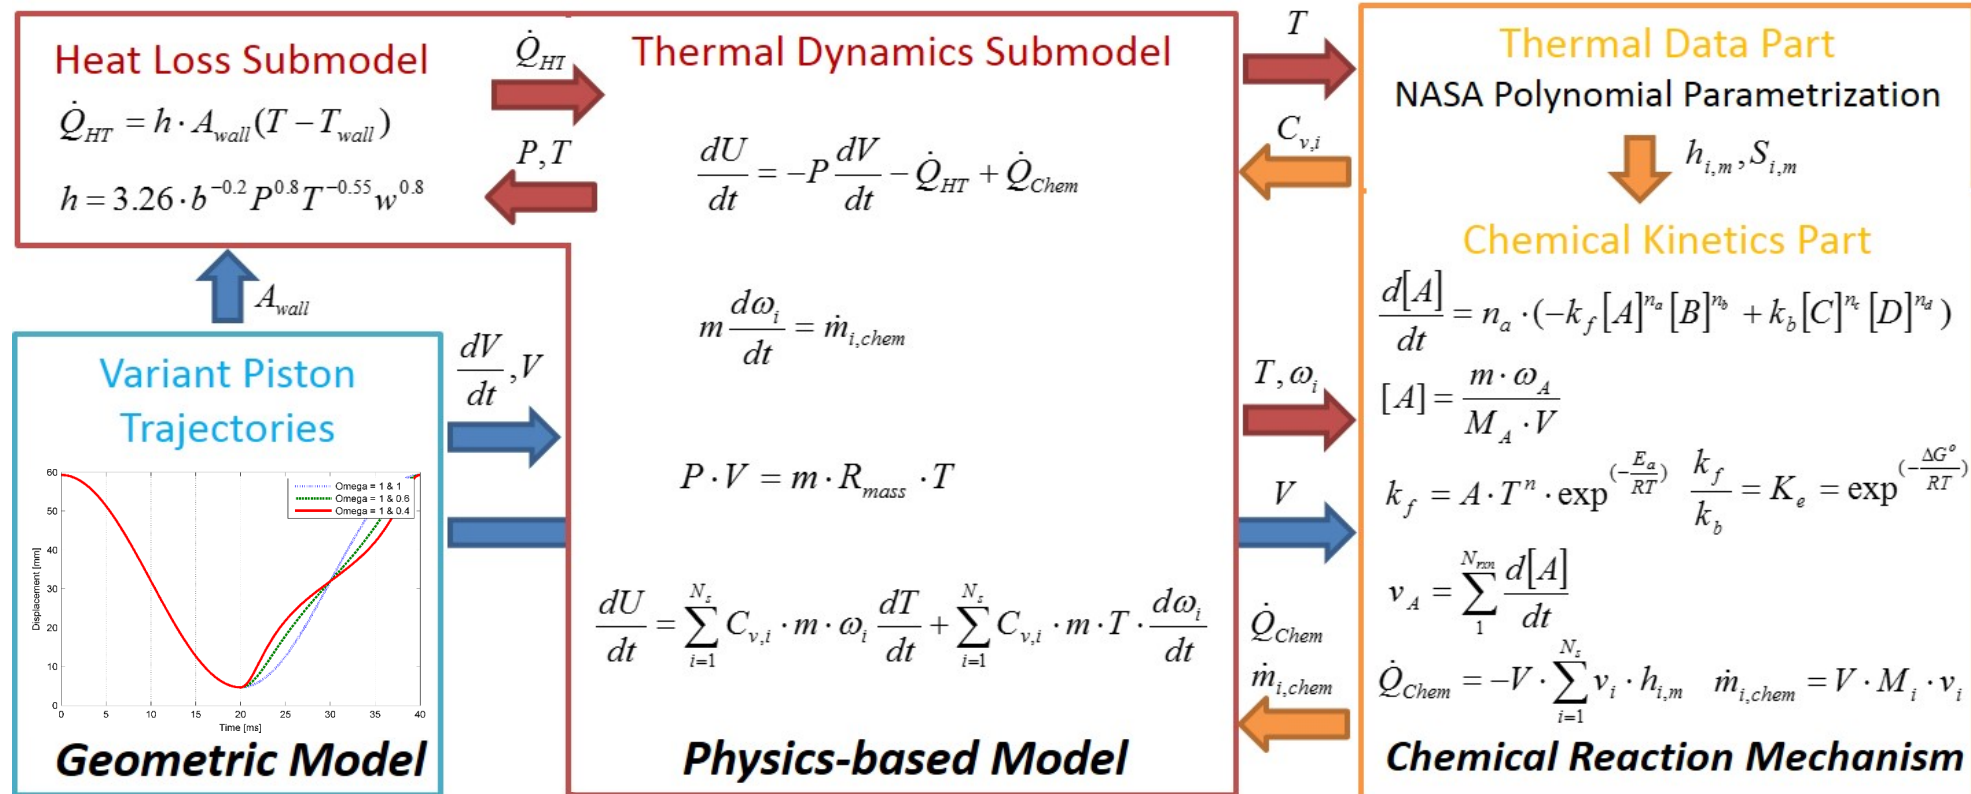 Heat Loss Submodel
Q̇_HT = h · A_wall (T − T_wall)
h = 3.26 · b^−0.2 P^0.8 T^−0.55 w^0.8
Q̇_HT
P, T
A_wall
Variant Piston
Trajectories
60
50
40
30
20
10
0
Displacement [mm]
0 5 10 15 20 25 30 35 40
Time [ms]
Omega = 1 & 1
Omega = 1 & 0.6
Omega = 1 & 0.4
Geometric Model
dV/dt, V
Thermal Dynamics Submodel
dU/dt = −P dV/dt − Q̇_HT + Q̇_Chem
m dω_i/dt = ṁ_i,chem
P · V = m · R_mass · T
dU/dt = ∑_{i=1}^{N_s} C_v,i · m · ω_i dT/dt + ∑_{i=1}^{N_s} C_v,i · m · T · dω_i/dt
Physics-based Model
T
C_v,i
T, ω_i
V
Q̇_Chem
ṁ_i,chem
Thermal Data Part
NASA Polynomial Parametrization
h_i,m, S_i,m
Chemical Kinetics Part
d[A]/dt = n_a · (−k_f [A]^n_a [B]^n_b + k_b [C]^n_c [D]^n_d)
[A] = m · ω_A / M_A · V
k_f = A · T^n · exp^(−E_a/RT) k_f/k_b = K_e = exp^(−ΔG^o/RT)
v_A = ∑_{1}^{N_rxn} d[A]/dt
Q̇_Chem = −V · ∑_{i=1}^{N_s} v_i · h_i,m ṁ_i,chem = V · M_i · v_i
Chemical Reaction Mechanism